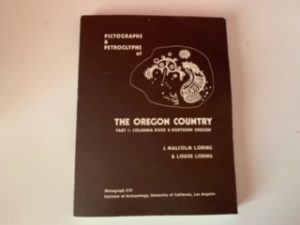 PICTOGRAPHS
&
PETROGLYPHS
of
THE OREGON COUNTRY
PART 1: COLUMBIA RIVER & NORTHERN OREGON
J. MALCOLM LORING
& LOUISE LORING
Monograph XXI
Institute of Archaeology, University of California, Los Angeles